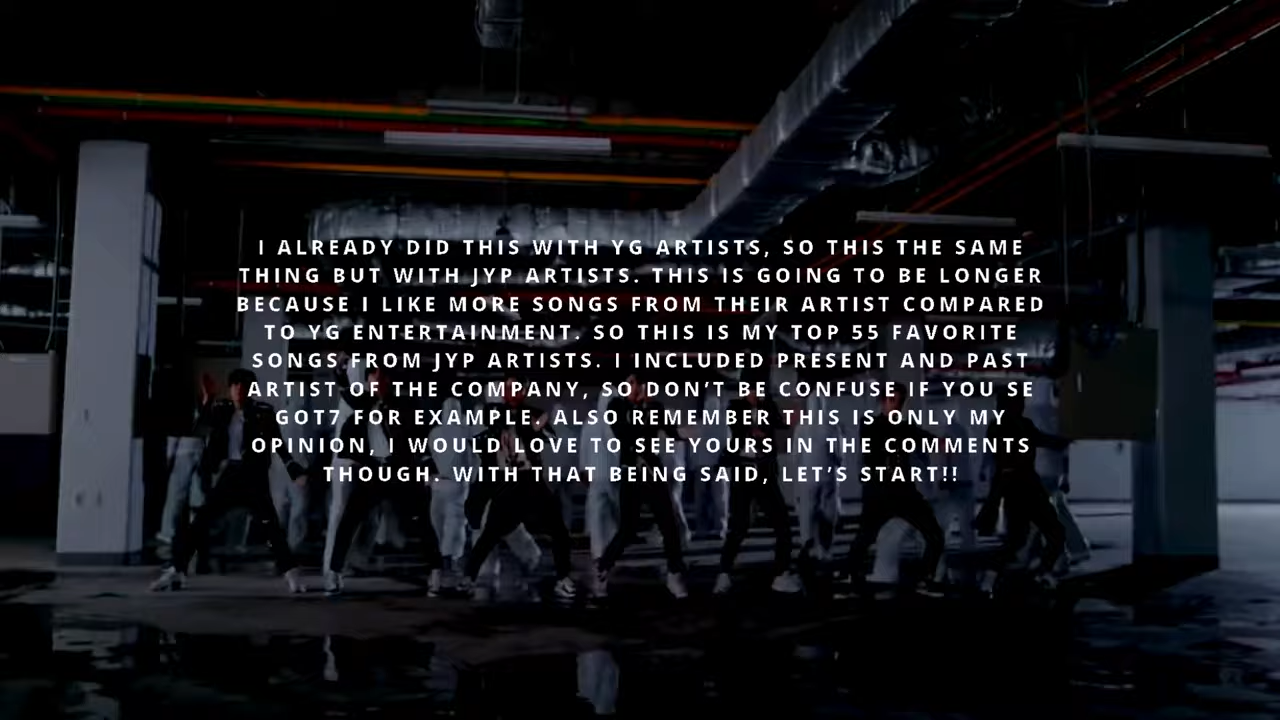 I ALREADY DID THIS WITH YG ARTISTS, SO THIS THE SAME
THING BUT WITH JYP ARTISTS. THIS IS GOING TO BE LONGER
BECAUSE I LIKE MORE SONGS FROM THEIR ARTIST COMPARED
TO YG ENTERTAINMENT. SO THIS IS MY TOP 55 FAVORITE
SONGS FROM JYP ARTISTS. I INCLUDED PRESENT AND PAST
ARTIST OF THE COMPANY, SO DON'T BE CONFUSE IF YOU SE
GOT7 FOR EXAMPLE. ALSO REMEMBER THIS IS ONLY MY
OPINION, I WOULD LOVE TO SEE YOURS IN THE COMMENTS
THOUGH. WITH THAT BEING SAID, LET'S START!!